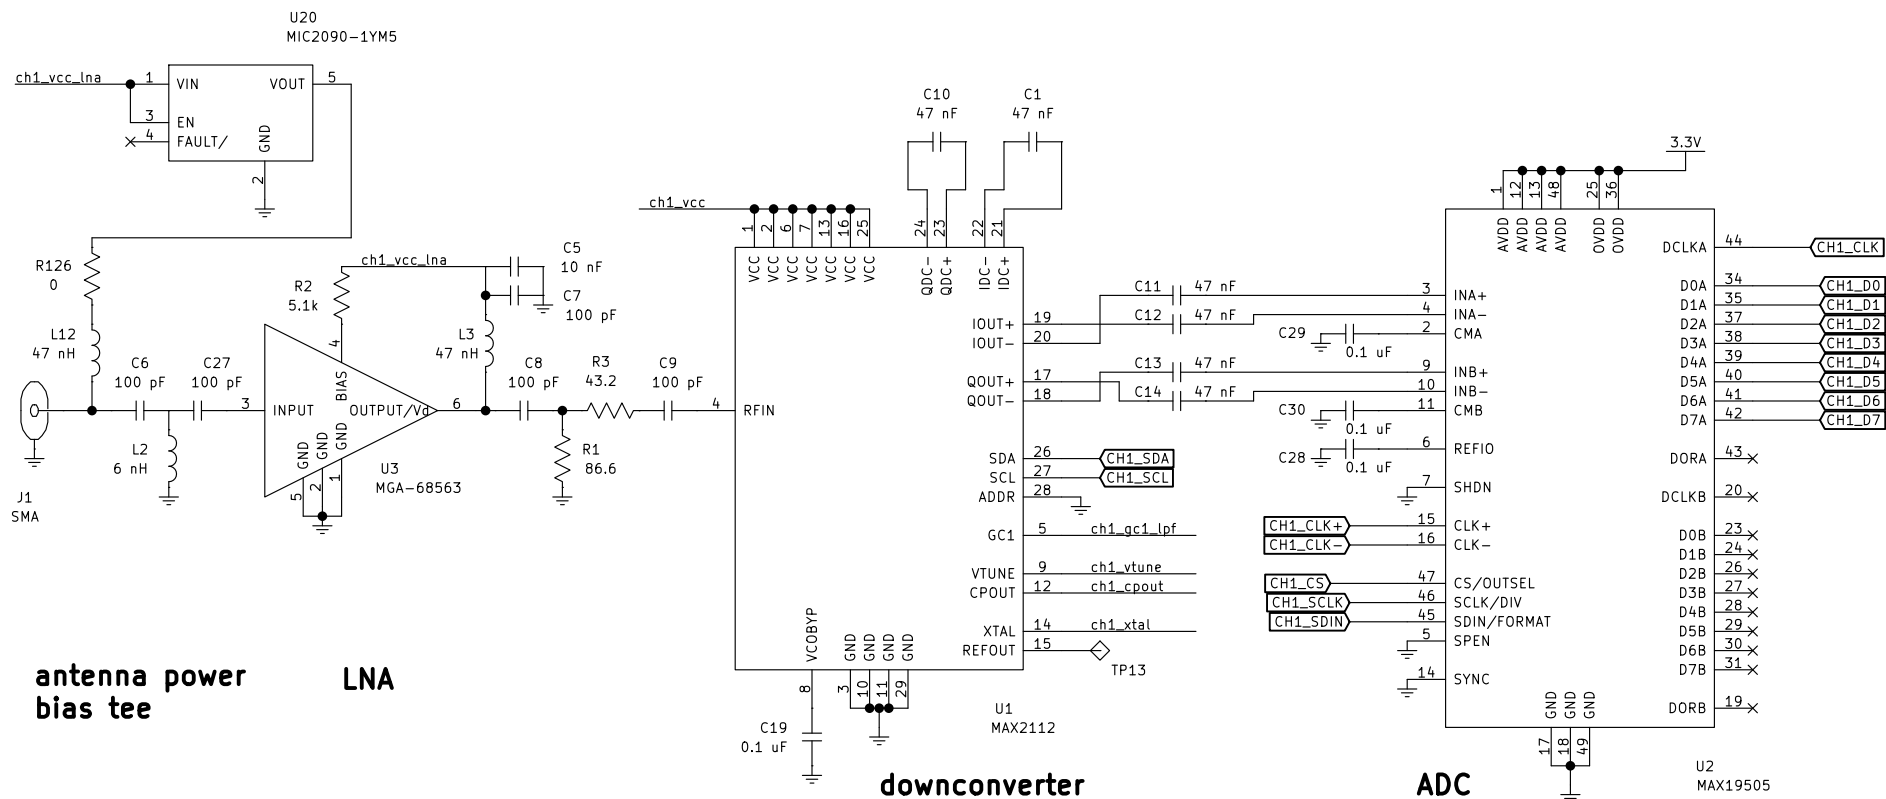 U20
MIC2090-1YM5
ch1_vcc_lna
1
VIN
VOUT
5
3
EN
4
FAULT/
GND
2
R126
0
L12
47 nH
C6
100 pF
C27
100 pF
L2
6 nH
J1
SMA
3
INPUT
BIAS
4
OUTPUT/Vd
6
GND
GND
GND
5
2
1
U3
MGA-68563
R2
5.1k
ch1_vcc_lna
C5
10 nF
C7
100 pF
L3
47 nH
C8
100 pF
R3
43.2
C9
100 pF
R1
86.6
antenna power
bias tee
LNA
ch1_vcc
1
2
6
7
13
16
25
VCC
VCC
VCC
VCC
VCC
VCC
VCC
C10
47 nF
C1
47 nF
24
23
22
21
QDC-
QDC+
IDC-
IDC+
4
RFIN
IOUT+
19
IOUT-
20
QOUT+
17
QOUT-
18
SDA
26
CH1_SDA
SCL
27
CH1_SCL
ADDR
28
GC1
5
ch1_gc1_lpf
VTUNE
9
ch1_vtune
CPOUT
12
ch1_cpout
XTAL
14
ch1_xtal
REFOUT
15
TP13
VCOBYP
GND
GND
GND
GND
8
3
10
11
29
C19
0.1 uF
U1
MAX2112
downconverter
C11
47 nF
C12
47 nF
C13
47 nF
C14
47 nF
C29
0.1 uF
C30
0.1 uF
C28
0.1 uF
3.3V
1
12
13
48
25
36
AVDD
AVDD
AVDD
AVDD
OVDD
OVDD
3
INA+
4
INA-
2
CMA
9
INB+
10
INB-
11
CMB
6
REFIO
7
SHDN
CH1_CLK+
15
CLK+
CH1_CLK-
16
CLK-
CH1_CS
47
CS/OUTSEL
CH1_SCLK
46
SCLK/DIV
CH1_SDIN
45
SDIN/FORMAT
5
SPEN
14
SYNC
DCLKA
44
CH1_CLK
D0A
34
CH1_D0
D1A
35
CH1_D1
D2A
37
CH1_D2
D3A
38
CH1_D3
D4A
39
CH1_D4
D5A
40
CH1_D5
D6A
41
CH1_D6
D7A
42
CH1_D7
DORA
43
DCLKB
20
D0B
23
D1B
24
D2B
26
D3B
27
D4B
28
D5B
29
D6B
30
D7B
31
DORB
19
GND
GND
GND
17
18
49
U2
MAX19505
ADC